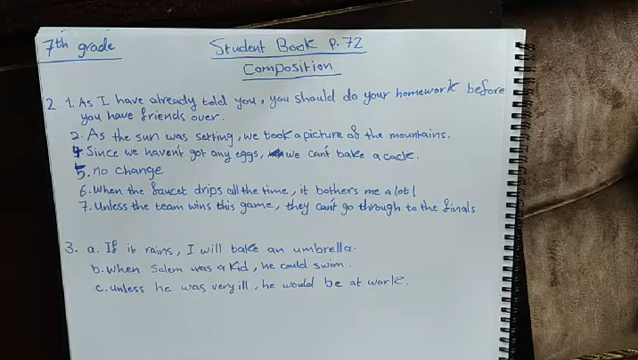 7th grade
Student Book p.72
Composition
2. 1. As I have already told you, you should do your homework before
you have friends over.
2. As the sun was setting, we took a picture of the mountains.
4 Since we haven't got any eggs, we can't bake a cack.
5. no change
6. When the faucet drips all the time, it bothers me a lot!
7. Unless the team wins this game, they can't go through to the finals
3. a. If it rains, I will take an umbrella.
b. When Salem was a kid, he could swim.
c. unless he was very ill, he would be at work.